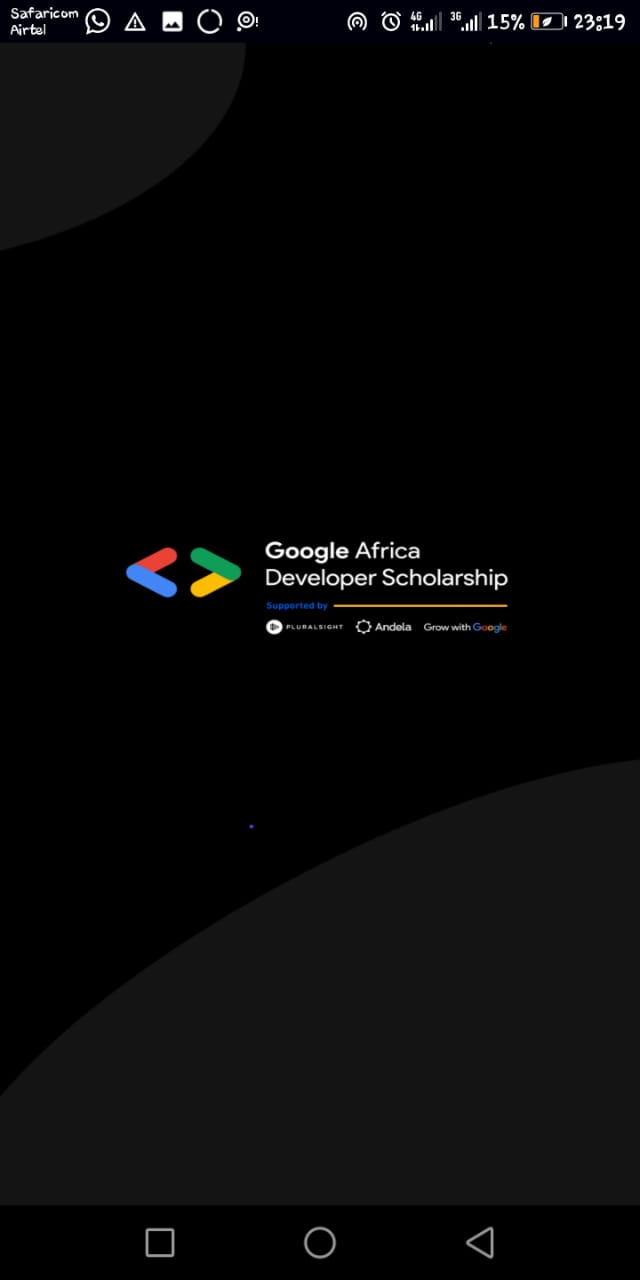 Safaricom
Airtel
4G
3G
15%
23:19
Google Africa
Developer Scholarship
Supported by
PLURALSIGHT
Andela
Grow with Google